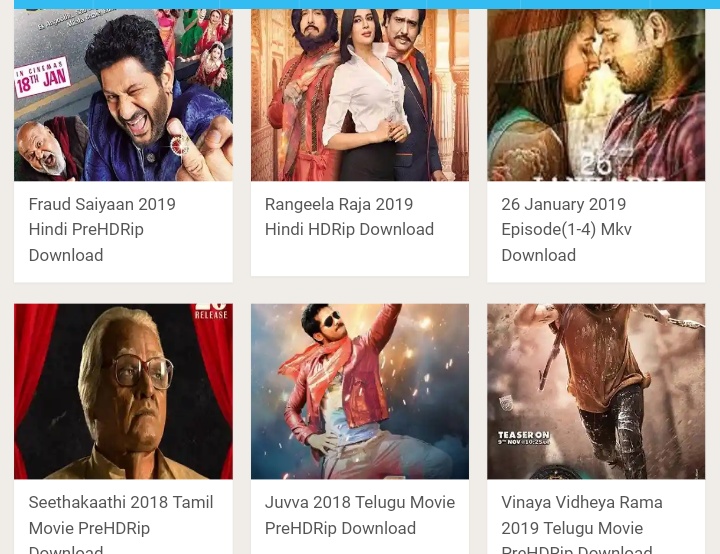 IN CINEMAS
18TH JAN
26
Fraud Saiyaan 2019
Hindi PreHDRip
Download
Rangeela Raja 2019
Hindi HDRip Download
26 January 2019
Episode(1-4) Mkv
Download
RELEASE
TEASER ON
9TH NOV @10:25AM
Seethakaathi 2018 Tamil
Movie PreHDRip
Download
Juvva 2018 Telugu Movie
PreHDRip Download
Vinaya Vidheya Rama
2019 Telugu Movie
PreHDRip Download